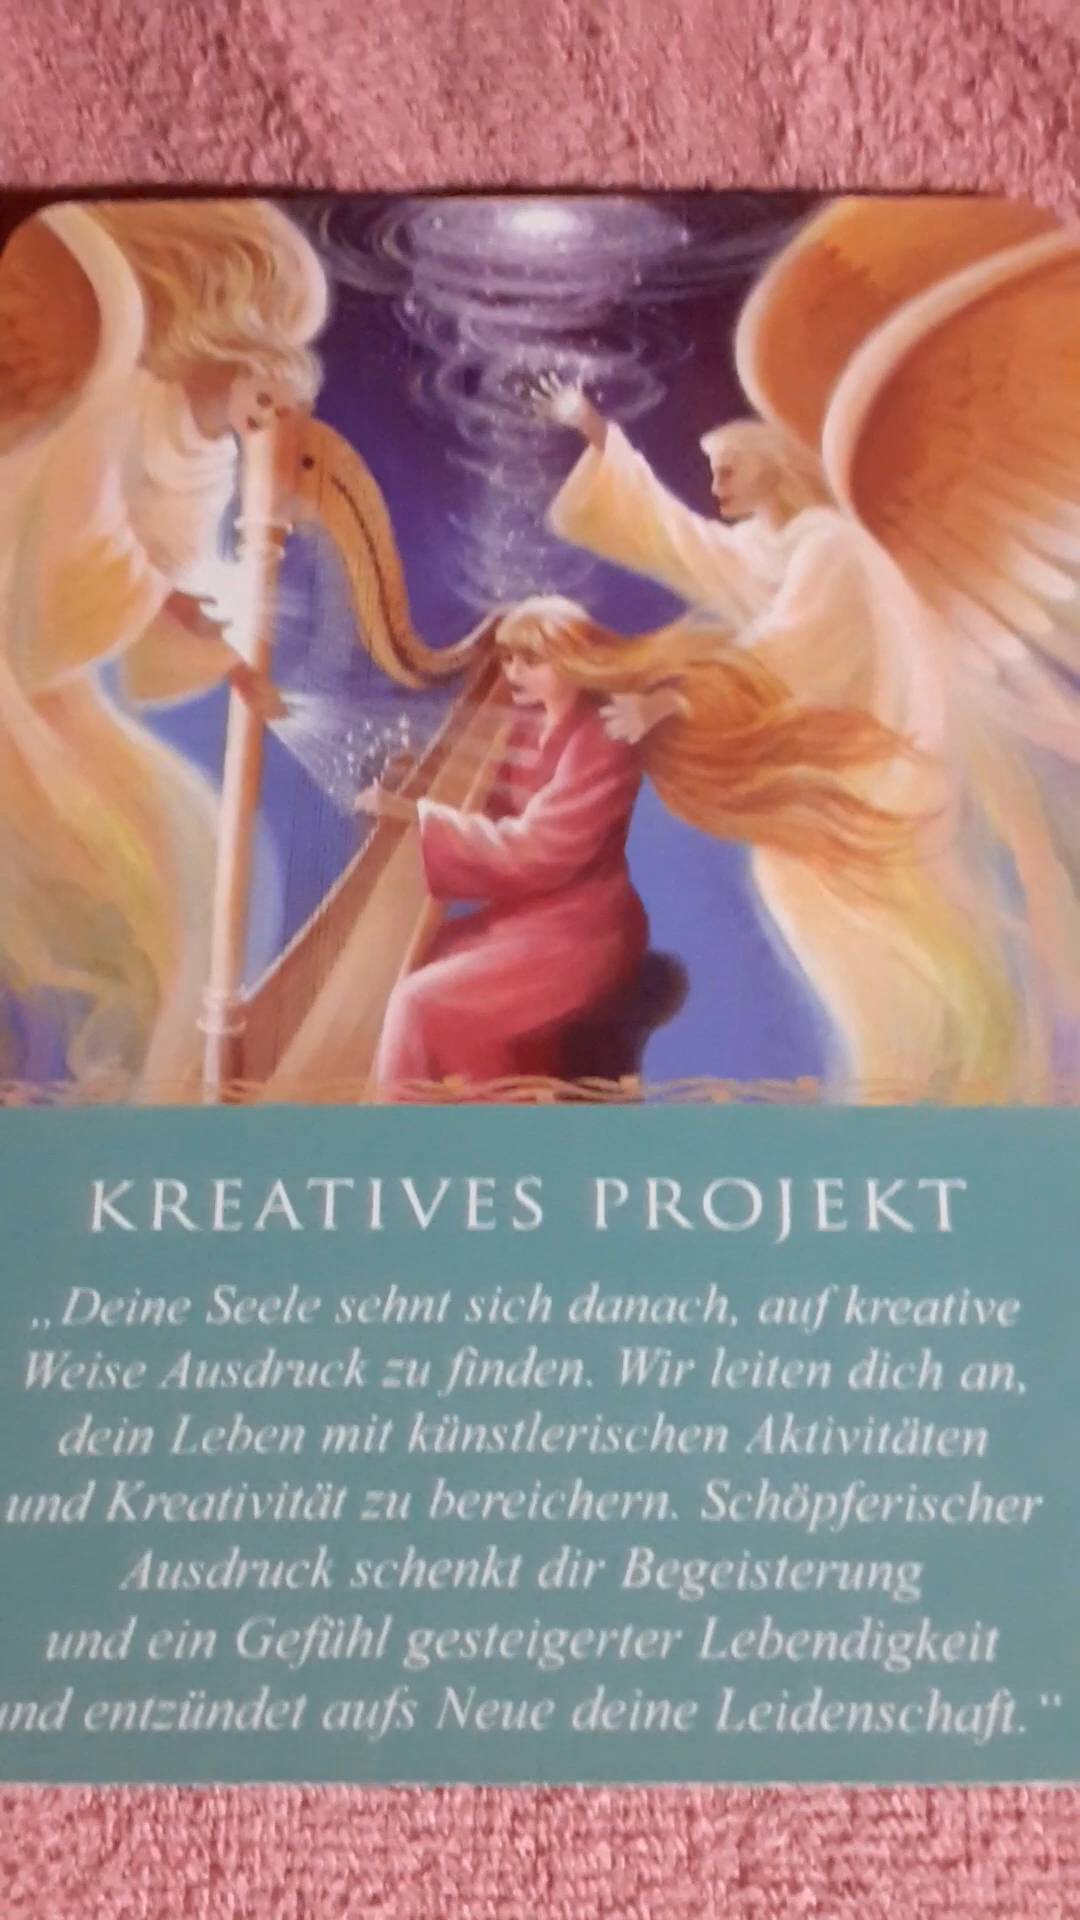 KREATIVES PROJEKT
„Deine Seele sehnt sich danach, auf kreative
Weise Ausdruck zu finden. Wir leiten dich an,
dein Leben mit künstlerischen Aktivitäten
und Kreativität zu bereichern. Schöpferischer
Ausdruck schenkt dir Begeisterung
und ein Gefühl gesteigerter Lebendigkeit
und entzündet aufs Neue deine Leidenschaft.“